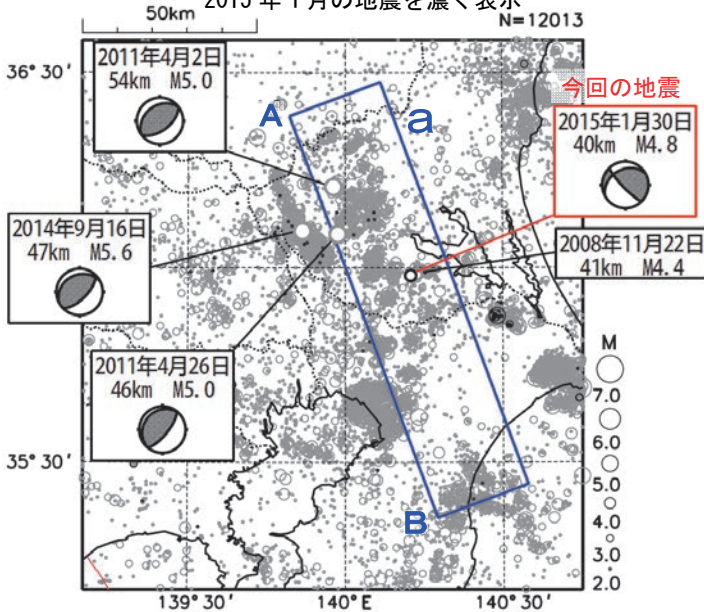 2015年1月の地震を濃く表示
50km
N=12013
36°30′
2011年4月2日
54km M5.0
A
a
今回の地震
2015年1月30日
40km M4.8
2014年9月16日
47km M5.6
2008年11月22日
41km M4.4
2011年4月26日
46km M5.0
M
7.0
6.0
5.0
4.0
3.0
2.0
35°30′
B
139°30′
140°E
140°30′